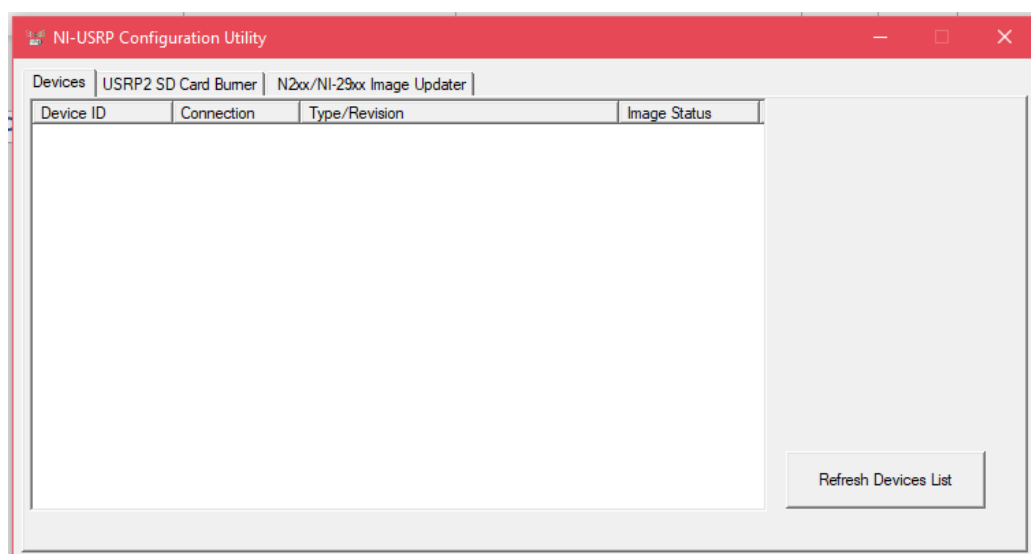 NI-USRP Configuration Utility
Devices USRP2 SD Card Burner N2xx/NI-29xx Image Updater
Device ID Connection Type/Revision Image Status
Refresh Devices List